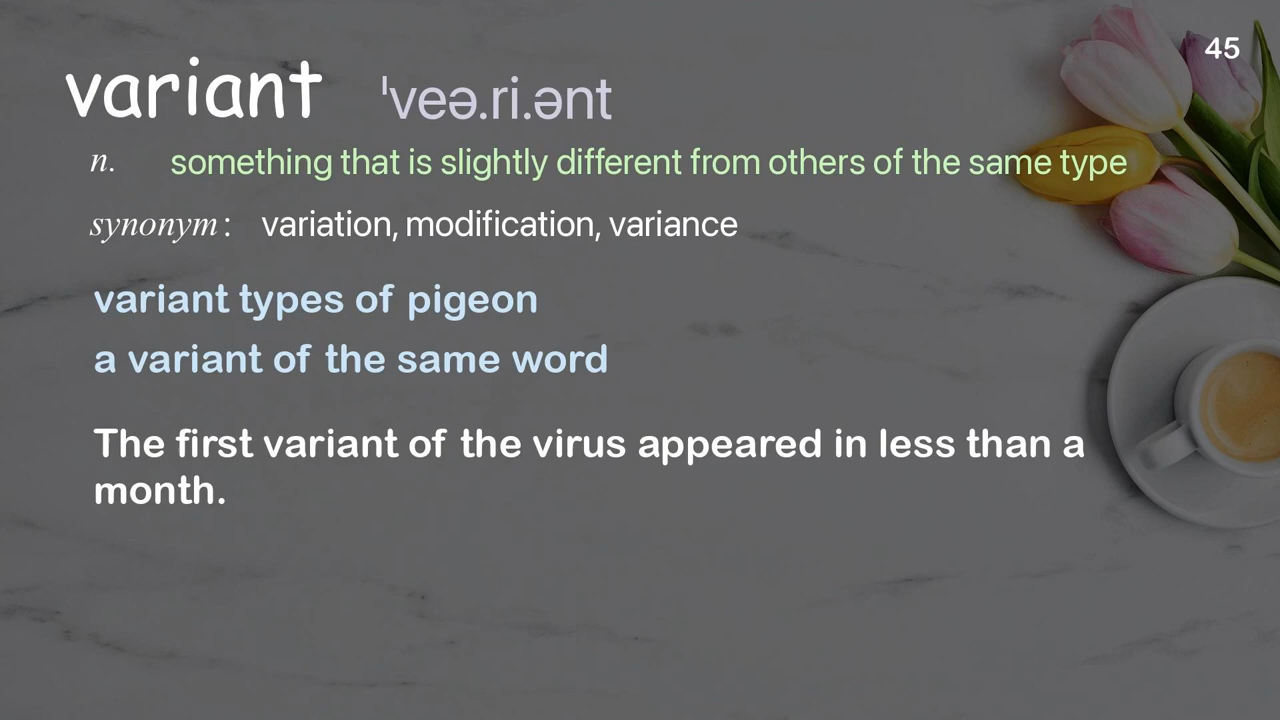 45
variant ˈveə.ri.ənt
n. something that is slightly different from others of the same type
synonym: variation, modification, variance
variant types of pigeon
a variant of the same word
The first variant of the virus appeared in less than a
month.